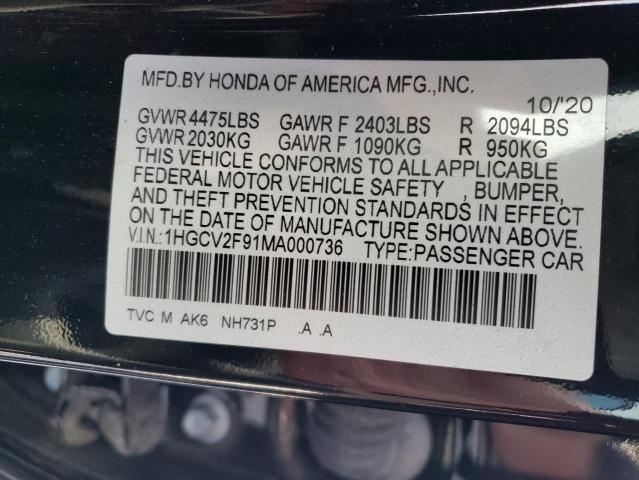 MFD.BY HONDA OF AMERICA MFG.,INC.
10/'20
GVWR 4475LBS GAWR F 2403LBS R 2094LBS
GVWR 2030KG GAWR F 1090KG R 950KG
THIS VEHICLE CONFORMS TO ALL APPLICABLE
FEDERAL MOTOR VEHICLE SAFETY , BUMPER,
AND THEFT PREVENTION STANDARDS IN EFFECT
ON THE DATE OF MANUFACTURE SHOWN ABOVE.
V.I.N.:1HGCV2F91MA000736 TYPE:PASSENGER CAR
TVC M AK6 NH731P .A .A